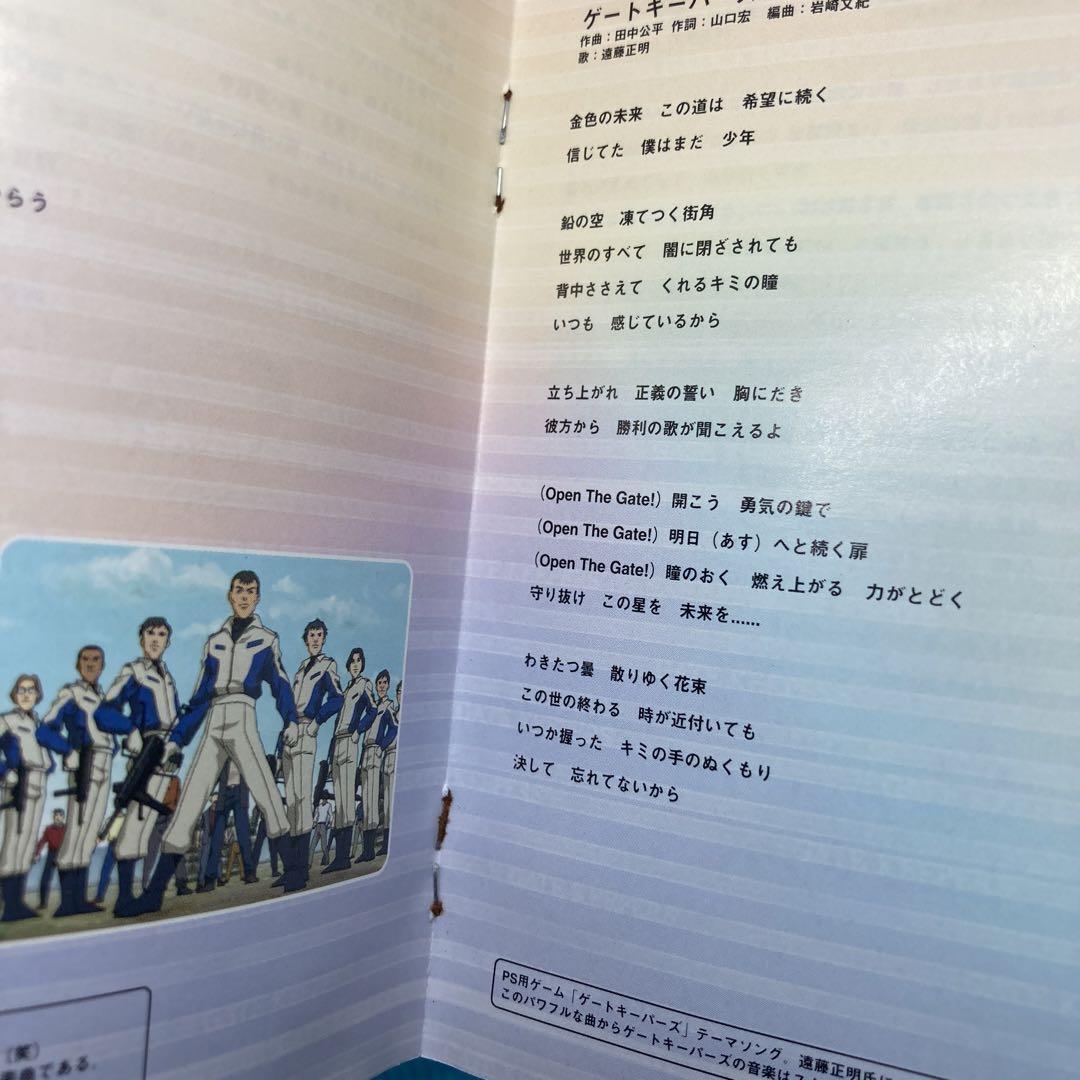 らう
(笑)
楽曲である.
ゲートキーパーズ
作曲：田中公平 作詞：山口宏 編曲：岩崎文紀
歌：遠藤正明
金色の未来 この道は 希望に続く
信じてた 僕はまだ 少年
鉛の空 凍てつく街角
世界のすべて 闇に閉ざされても
背中ささえて くれるキミの瞳
いつも 感じているから
立ち上がれ 正義の誓い 胸にだき
彼方から 勝利の歌が聞こえるよ
(Open The Gate!) 開こう 勇気の鍵で
(Open The Gate!) 明日（あす）へと続く扉
(Open The Gate!) 瞳のおく 燃え上がる 力がとどく
守り抜け この星を 未来を......
わきたつ曇 散りゆく花束
この世の終わる 時が近付いても
いつか握った キミの手のぬくもり
決して 忘れてないから
PS用ゲーム「ゲートキーパーズ」テーマソング。遠藤正明氏に
このパワフルな曲からゲートキーパーズの音楽はス